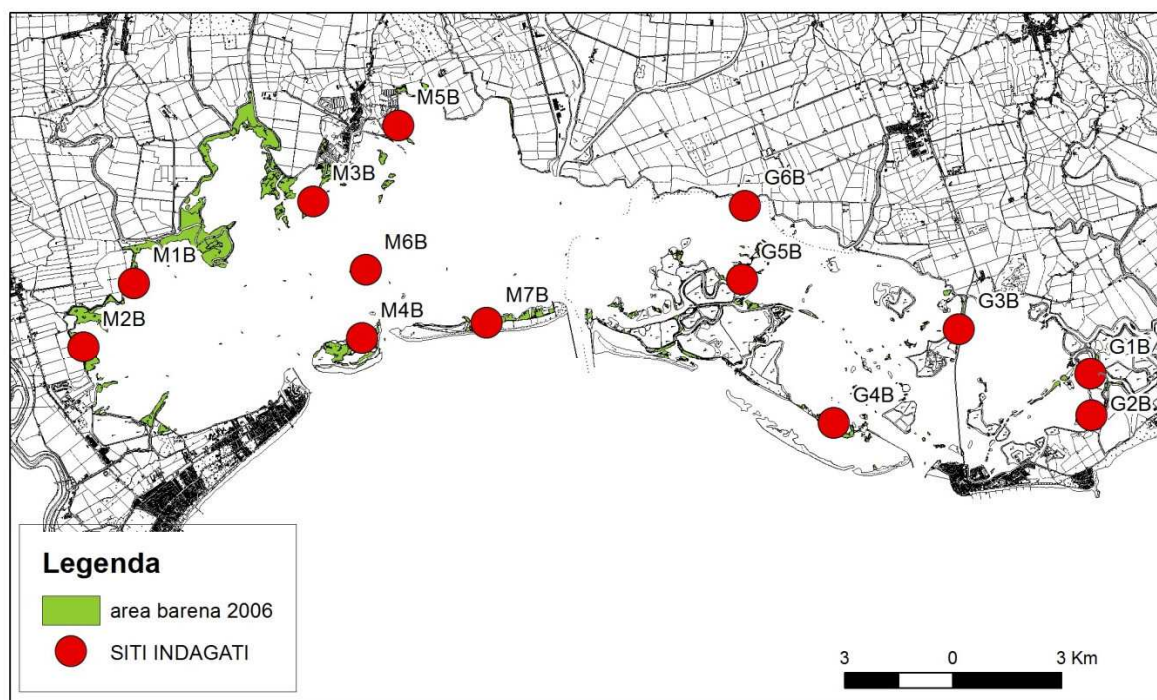 M5B
M3B
G6B
M6B
G5B
M1B
M7B
G3B
M2B
M4B
G1B
G4B
G2B
Legenda
area barena 2006
SITI INDAGATI
3 0 3 Km